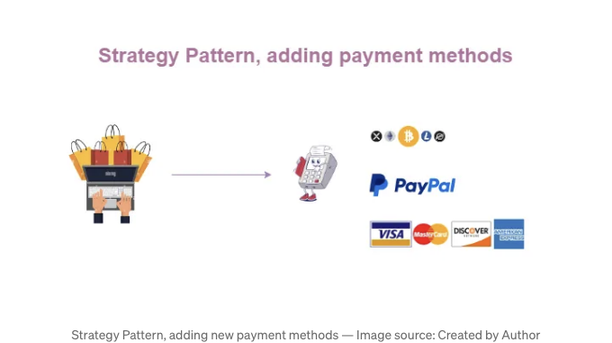 Strategy Pattern, adding payment methods
PayPal
VISA
MasterCard
DISCOVER
AMERICAN
EXPRESS
Strategy Pattern, adding new payment methods — Image source: Created by Author